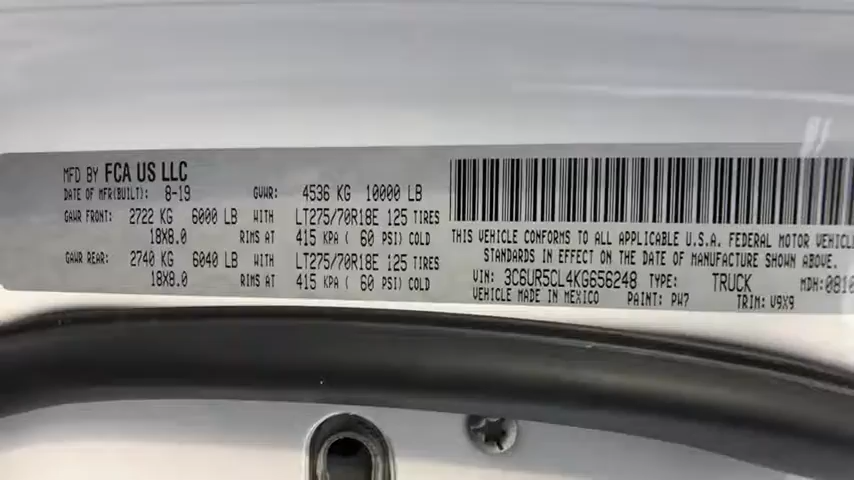 MFD BY FCA US LLC
DATE OF MFR(BUILT): 8-19 GVWR: 4536 KG 10000 LB
GAWR FRONT: 2722 KG 6000 LB WITH LT275/70R18E 125 TIRES
18X8.0 RIMS AT 415 KPA ( 60 PSI) COLD
GAWR REAR: 2740 KG 6040 LB WITH LT275/70R18E 125 TIRES
18X8.0 RIMS AT 415 KPA ( 60 PSI) COLD
THIS VEHICLE CONFORMS TO ALL APPLICABLE U.S.A. FEDERAL MOTOR VEHICL
STANDARDS IN EFFECT ON THE DATE OF MANUFACTURE SHOWN ABOVE.
VIN: 3C6UR5CL4KG656248 TYPE: TRUCK MDH: 0810
VEHICLE MADE IN MEXICO PAINT: PW7 TRIM: V9X9